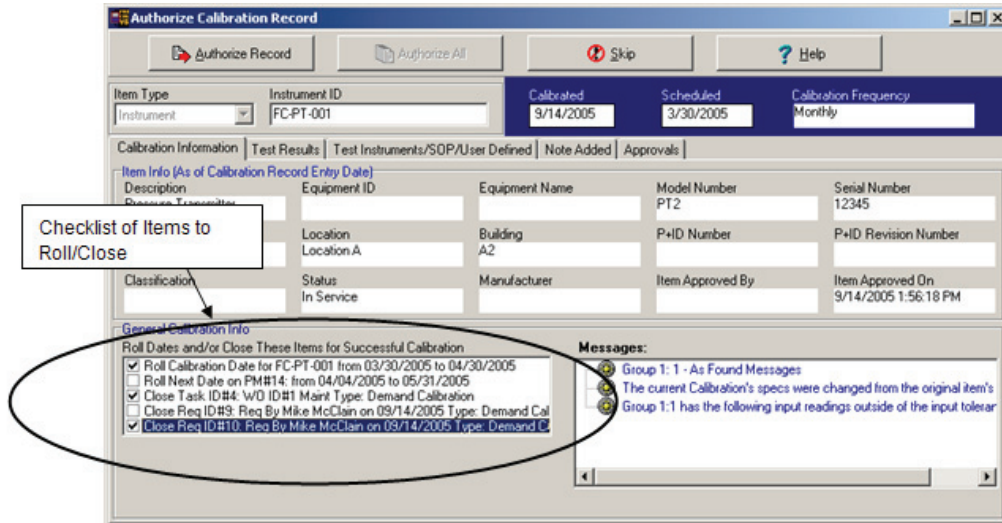 Authorize Calibration Record
Authorize Record Authorize All Skip ? Help
Item Type Instrument ID Calibrated Scheduled Calibration Frequency
Instrument FC-PT-001 9/14/2005 3/30/2005 Monthly
Calibration Information Test Results Test Instruments/SOP/User Defined Note Added Approvals
Item Info (As of Calibration Record Entry Date)
Description Equipment ID Equipment Name Model Number Serial Number
Pressure Transmitter PT2 12345
Checklist of Items to
Roll/Close
Location Building P+ID Number P+ID Revision Number
Location A A2
Classification Status Manufacturer Item Approved By Item Approved On
In Service 9/14/2005 1:56:18 PM
General Calibration Info
Roll Dates and/or Close These Items for Successful Calibration
Roll Calibration Date for FC-PT-001 from 03/30/2005 to 04/30/2005
Roll Next Date on PM#14: from 04/04/2005 to 05/31/2005
Close Task ID#4: WO ID#1 Maint Type: Demand Calibration
Close Req ID#9: Req By Mike McClain on 09/14/2005 Type: Demand Cal
Close Req ID#10: Req By Mike McClain on 09/14/2005 Type: Demand C
Messages:
Group 1: 1 - As Found Messages
The current Calibration's specs were changed from the original item's
Group 1:1 has the following input readings outside of the input toleran